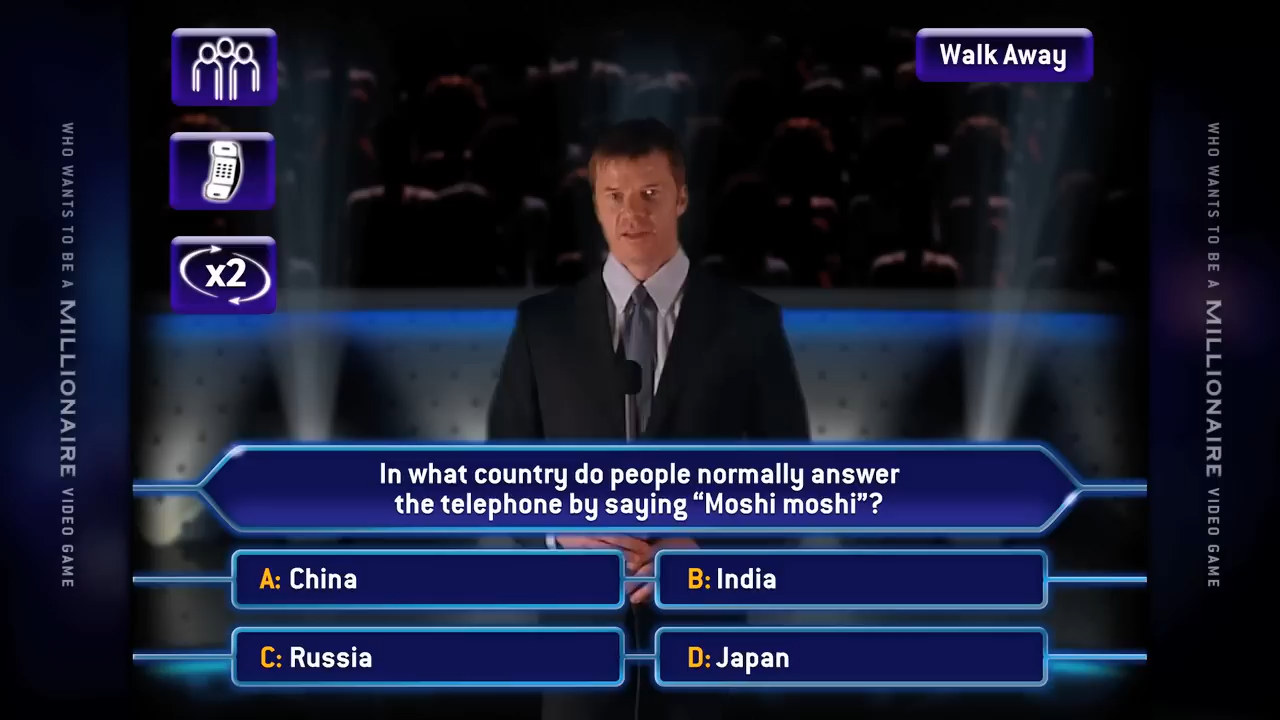 Walk Away
x2
WHO WANTS TO BE A MILLIONAIRE VIDEO GAME
WHO WANTS TO BE A MILLIONAIRE VIDEO GAME
In what country do people normally answer
the telephone by saying “Moshi moshi”?
A: China
B: India
C: Russia
D: Japan